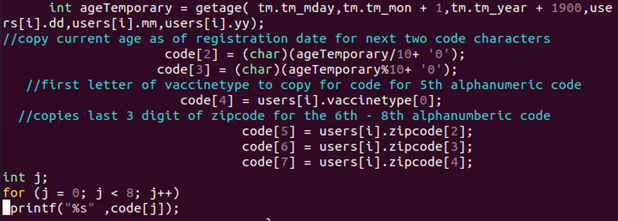 int ageTemporary = getage( tm.tm_mday,tm.tm_mon + 1,tm.tm_year + 1900,use
rs[i].dd,users[i].mm,users[i].yy);
//copy current age as of registration date for next two code characters
code[2] = (char)(ageTemporary/10+ '0');
code[3] = (char)(ageTemporary%10+ '0');
//first letter of vaccinetype to copy for code for 5th alphanumeric code
code[4] = users[i].vaccinetype[0];
//copies last 3 digit of zipcode for the 6th - 8th alphanumberic code
code[5] = users[i].zipcode[2];
code[6] = users[i].zipcode[3];
code[7] = users[i].zipcode[4];
int j;
for (j = 0; j < 8; j++)
printf("%s" ,code[j]);